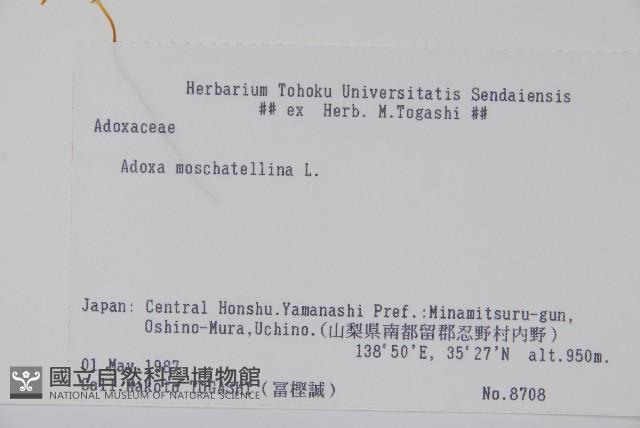 Herbarium Tohoku Universitatis Sendaiensis
## ex Herb. M.Togashi ##
Adoxaceae
Adoxa moschatellina L.
Japan: Central Honshu.Yamanashi Pref.:Minamitsuru-gun,
Oshino-Mura,Uchino.(山梨県南都留郡忍野村内野)
138°50'E, 35°27'N alt.950m.
01 May 1987
Coll.Makoto TOGASHI (冨樫誠)
No.8708
國立自然科學博物館
NATIONAL MUSEUM OF NATURAL SCIENCE